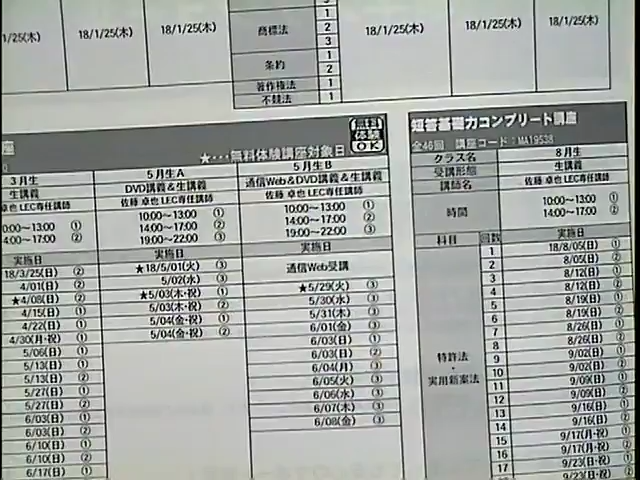 1/25(木) 18/1/25(木) 18/1/25(木) 商標法 1 2 3 18/1/25(木) 18/1/25(木) 18/1/25(木)
条約 1 2
著作権法 1
不競法 1
座
★…無料体験講座対象日 無料体験OK
3月生
生講義
卓也 LEC専任講師
0:00〜13:00 ①
4:00〜17:00 ②
実施日
18/3/25(日) ②
4/01(日) ②
★4/08(日) ②
4/15(日) ①
4/22(日) ①
4/30(月・祝) ①
5/06(日) ①
5/13(日) ①
5/13(日) ②
5/27(日) ①
5/27(日) ②
6/03(日) ①
6/03(日) ②
6/10(日) ①
6/10(日) ②
6/17(日) ①
5月生A
DVD講義&生講義
佐藤 卓也 LEC専任講師
10:00〜13:00 ①
14:00〜17:00 ②
19:00〜22:00 ③
実施日
★18/5/01(火) ③
5/02(水) ③
★5/03(木・祝) ①
5/03(木・祝) ②
5/04(金・祝) ①
5/04(金・祝) ②
5月生B
通信Web&DVD講義&生講義
佐藤 卓也 LEC専任講師
10:00〜13:00 ①
14:00〜17:00 ②
19:00〜22:00 ③
実施日
通信Web受講
★5/29(火) ③
5/30(水) ③
5/31(木) ③
6/01(金) ③
6/03(日) ①
6/03(日) ②
6/04(月) ③
6/05(火) ③
6/06(水) ③
6/07(木) ③
6/08(金) ③
短答基礎力コンプリート講座
全46回 講座コード:MA19538
クラス名 8月生
受講形態 生講義
講師名 佐藤 卓也 LEC専任講師
時間 10:00〜13:00 ①
14:00〜17:00 ②
科目 回数 実施日
特許法・実用新案法
1 18/8/05(日) ①
2 8/05(日) ②
3 8/12(日) ①
4 8/12(日) ②
5 8/19(日) ①
6 8/19(日) ②
7 8/26(日) ①
8 8/26(日) ②
9 9/02(日) ①
10 9/02(日) ②
11 9/09(日) ①
12 9/09(日) ②
13 9/16(日) ①
14 9/16(日) ②
15 9/17(月・祝) ①
16 9/17(月・祝) ②
17 9/23(日・祝) ①
9/23(日・祝) ②